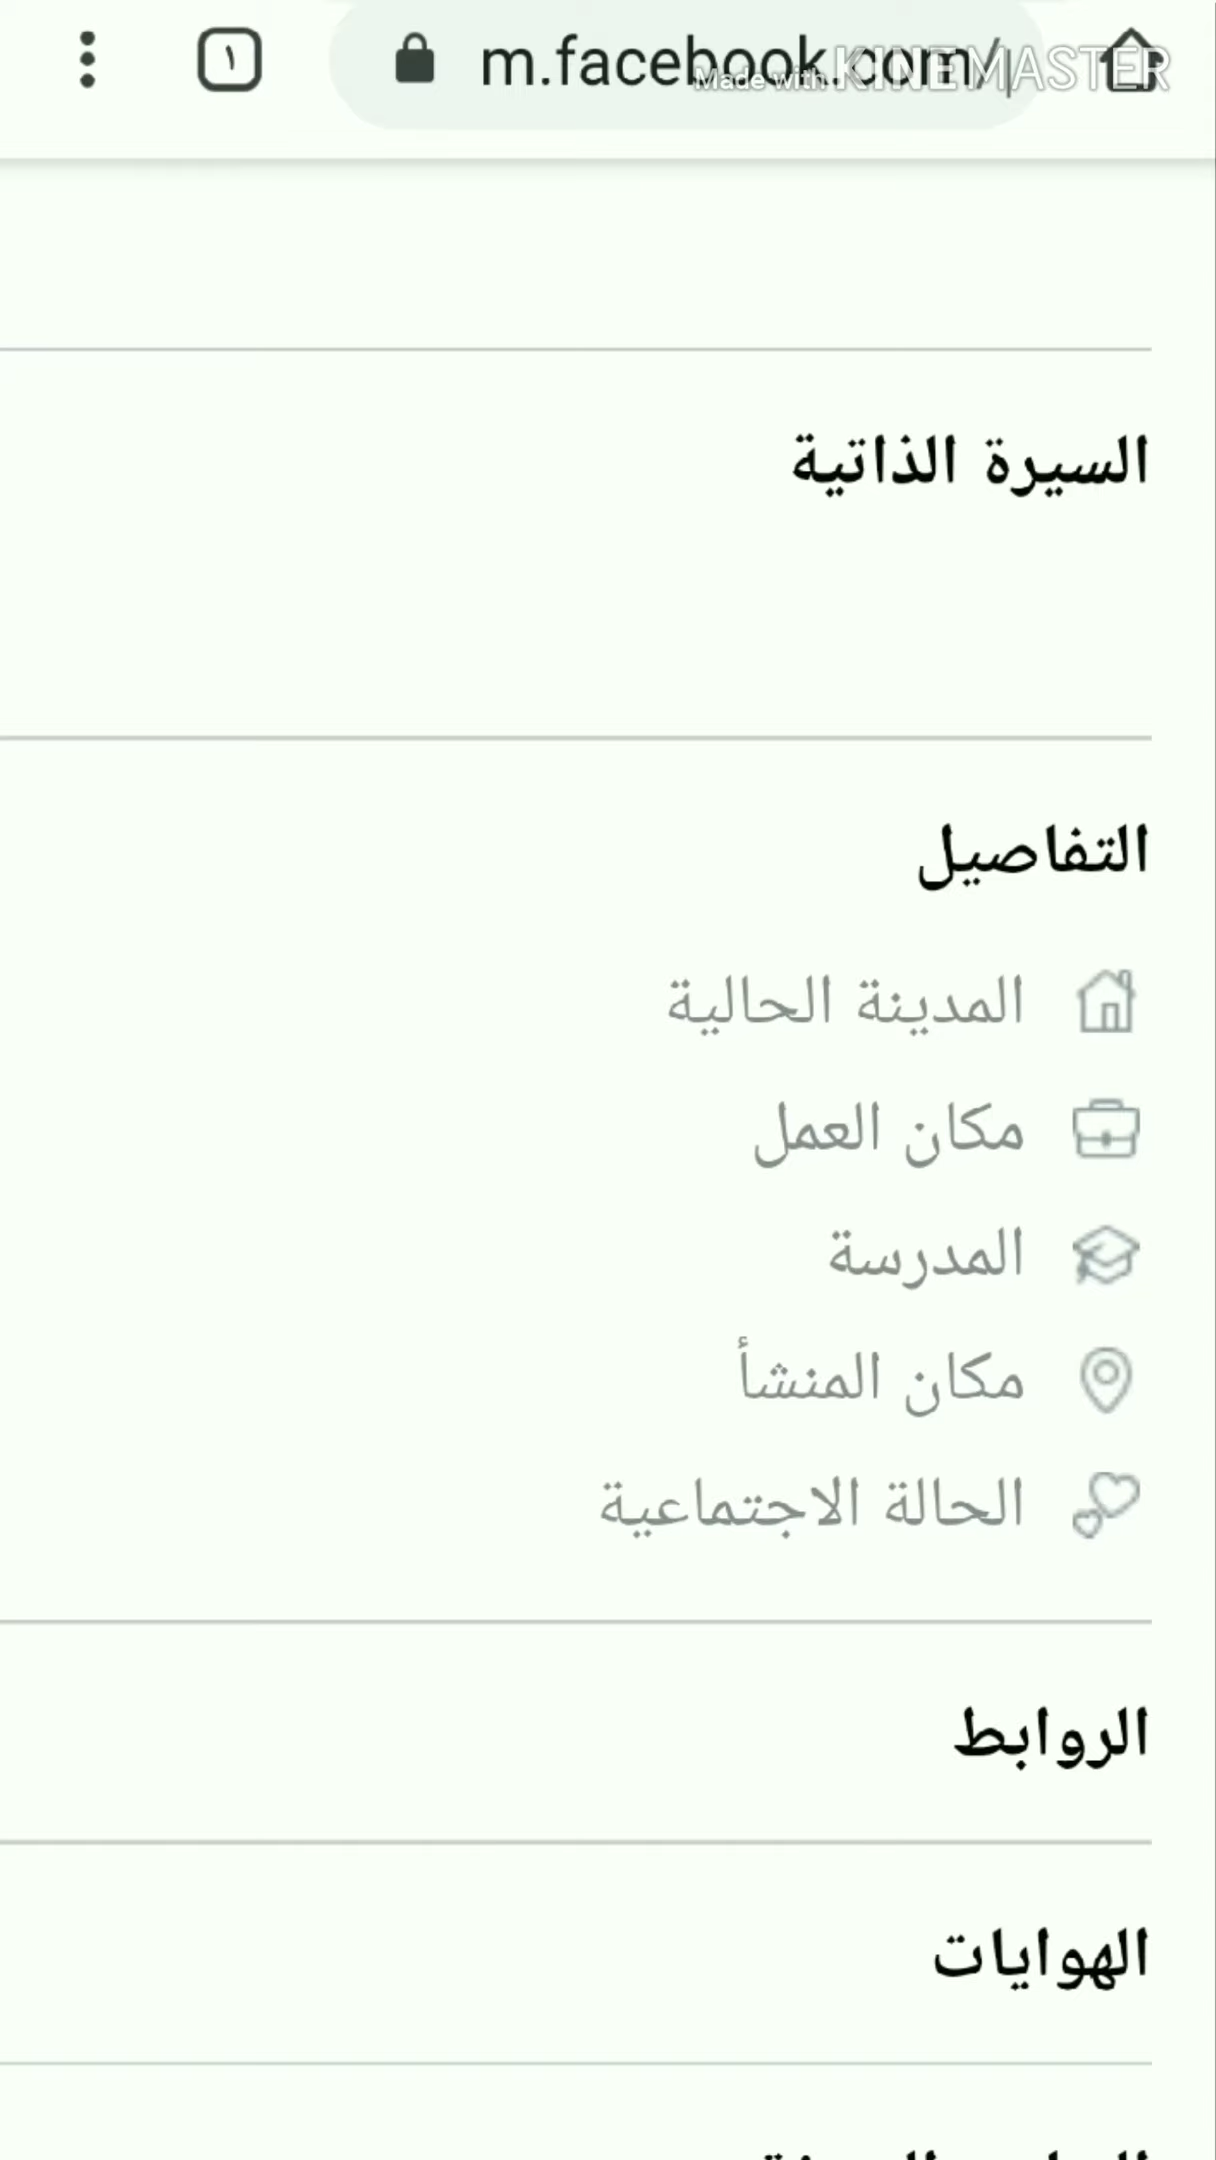 ١
m.facebook.com/
Made with KINEMASTER
السيرة الذاتية
التفاصيل
المدينة الحالية
مكان العمل
المدرسة
مكان المنشأ
الحالة الاجتماعية
الروابط
الهوايات